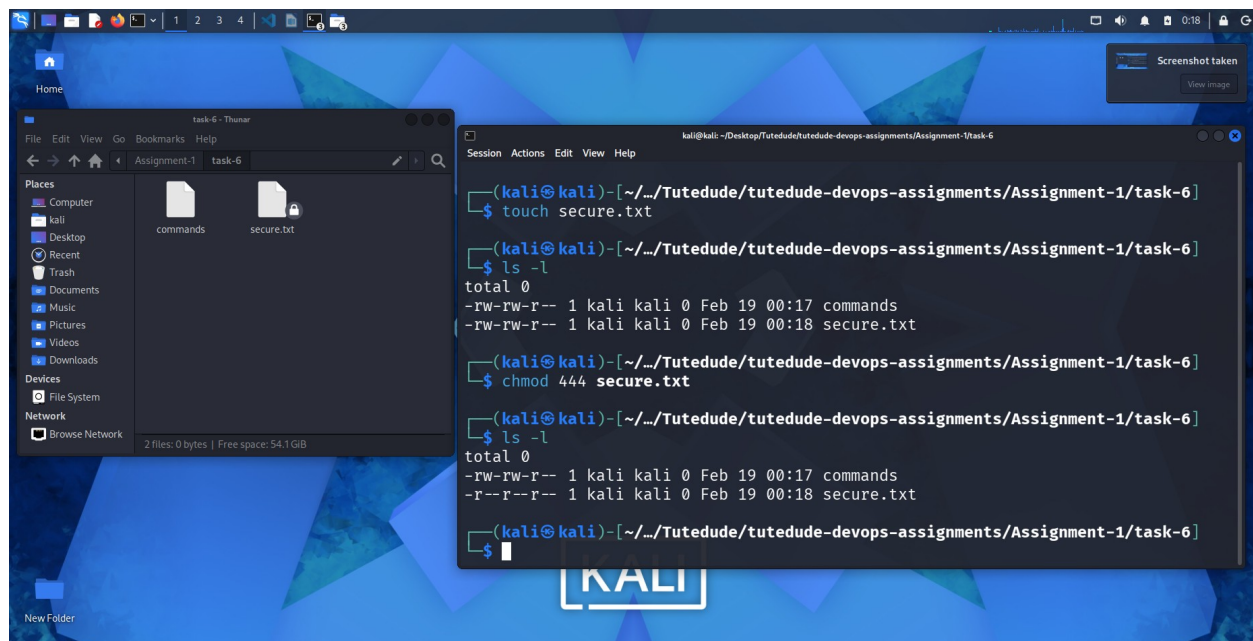 1 2 3 4
3
3
0:18
Home
Screenshot taken
View image
task-6 - Thunar
File Edit View Go Bookmarks Help
Assignment-1 task-6
Places
Computer
kali
Desktop
Recent
Trash
Documents
Music
Pictures
Videos
Downloads
Devices
File System
Network
Browse Network
commands
secure.txt
2 files: 0 bytes | Free space: 54.1 GiB
kali@kali: ~/Desktop/Tutedude/tutedude-devops-assignments/Assignment-1/task-6
Session Actions Edit View Help
┌──(kali㉿kali)-[~/…/Tutedude/tutedude-devops-assignments/Assignment-1/task-6]
└─$ touch secure.txt
┌──(kali㉿kali)-[~/…/Tutedude/tutedude-devops-assignments/Assignment-1/task-6]
└─$ ls -l
total 0
-rw-rw-r-- 1 kali kali 0 Feb 19 00:17 commands
-rw-rw-r-- 1 kali kali 0 Feb 19 00:18 secure.txt
┌──(kali㉿kali)-[~/…/Tutedude/tutedude-devops-assignments/Assignment-1/task-6]
└─$ chmod 444 secure.txt
┌──(kali㉿kali)-[~/…/Tutedude/tutedude-devops-assignments/Assignment-1/task-6]
└─$ ls -l
total 0
-rw-rw-r-- 1 kali kali 0 Feb 19 00:17 commands
-r--r--r-- 1 kali kali 0 Feb 19 00:18 secure.txt
┌──(kali㉿kali)-[~/…/Tutedude/tutedude-devops-assignments/Assignment-1/task-6]
└─$
KALI
New Folder